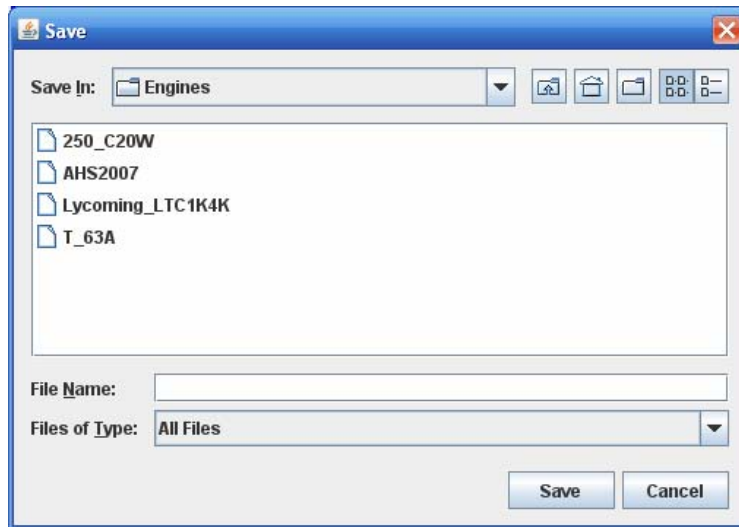 Save
Save In: Engines
250_C20W
AHS2007
Lycoming_LTC1K4K
T_63A
File Name:
Files of Type: All Files
Save Cancel